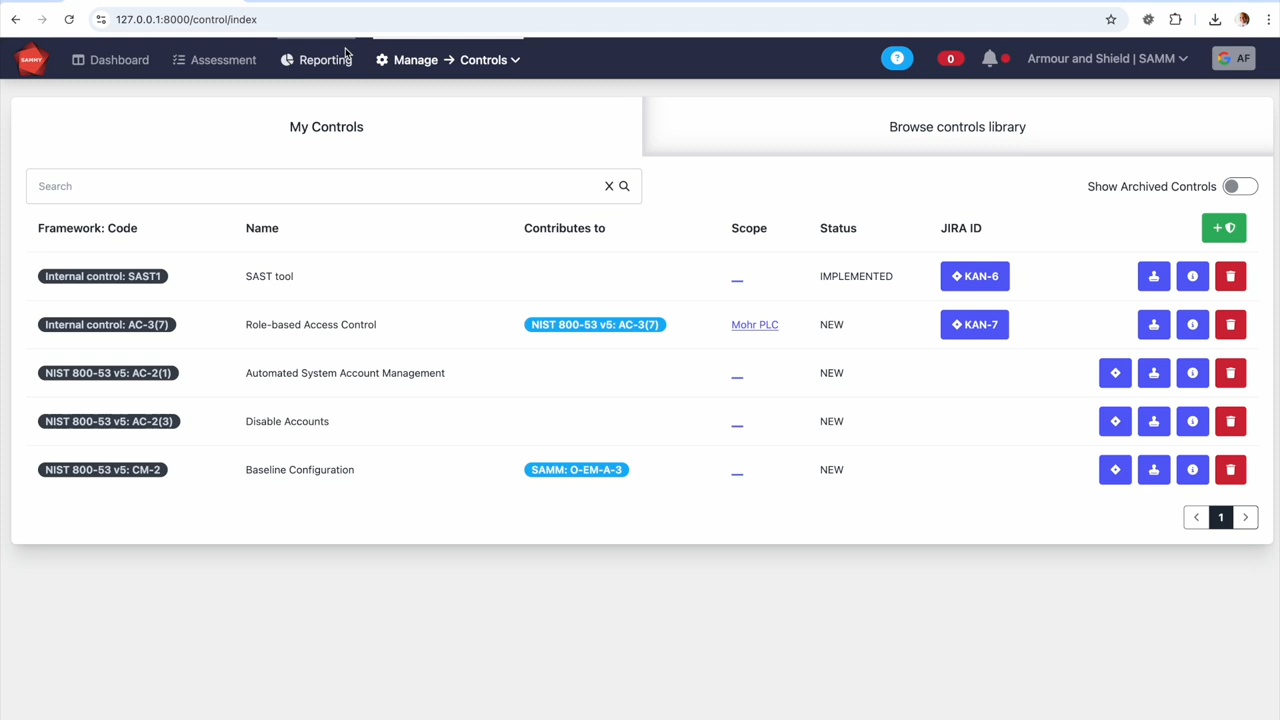 127.0.0.1:8000/control/index
SAMMY Dashboard Assessment Reporting Manage → Controls ? 0 Armour and Shield | SAMM G AF
My Controls Browse controls library
Search X Show Archived Controls
Framework: Code Name Contributes to Scope Status JIRA ID +
Internal control: SAST1 SAST tool __ IMPLEMENTED KAN-6
Internal control: AC-3(7) Role-based Access Control NIST 800-53 v5: AC-3(7) Mohr PLC NEW KAN-7
NIST 800-53 v5: AC-2(1) Automated System Account Management __ NEW
NIST 800-53 v5: AC-2(3) Disable Accounts __ NEW
NIST 800-53 v5: CM-2 Baseline Configuration SAMM: O-EM-A-3 __ NEW
1